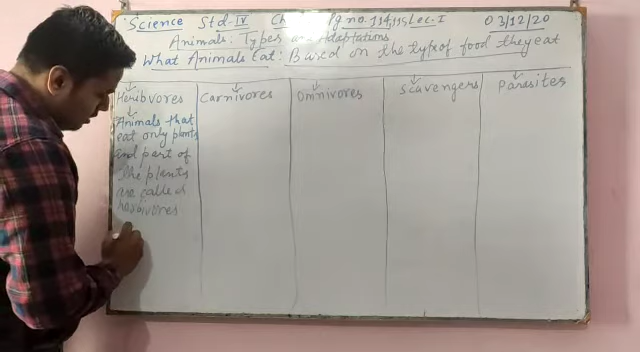 Science Std-IV Ch Pg no. 114,115 Lec-I 03/12/20
Animals: Types and Adaptations
What Animals Eat: Based on the type of food they eat
Herbivores Carnivores Omnivores Scavengers Parasites
Animals that
eat only plants
and part of
the plants
are called
herbivores